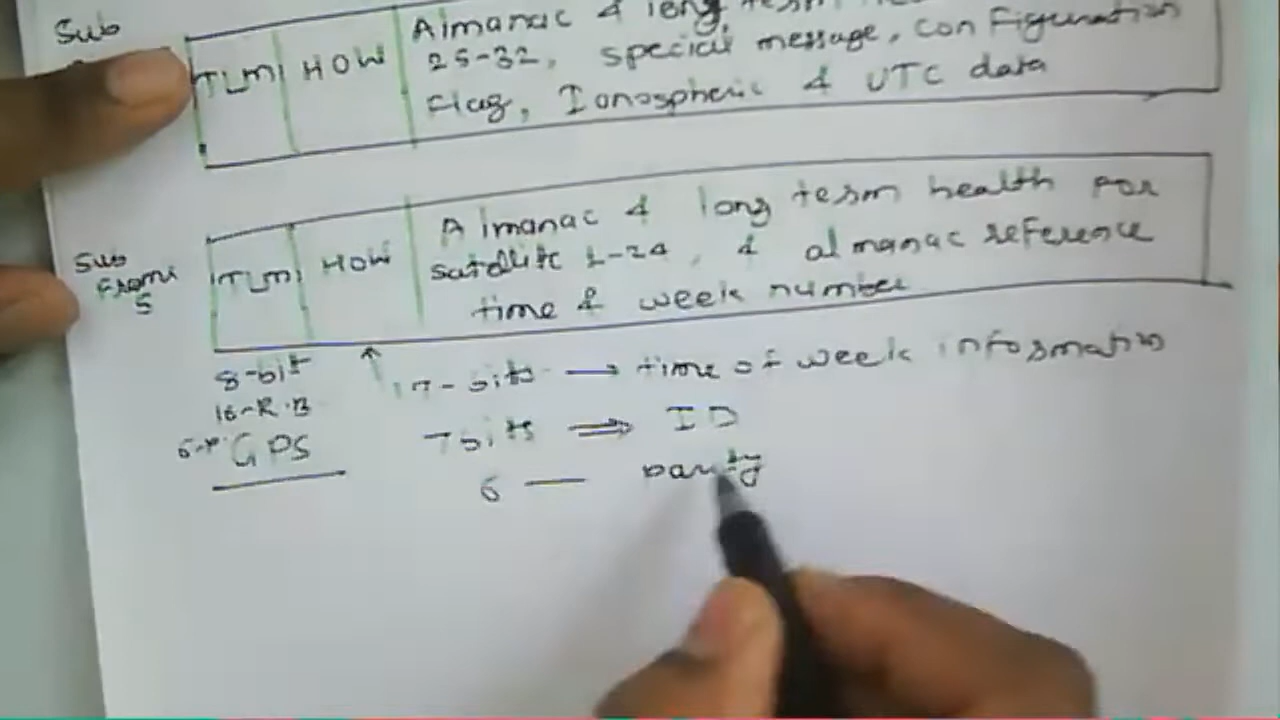 Sub
Almanac & long term
TLM HOW 25-32, special message, configuration
flag, Ionospheric & UTC data
Sub
Frame
5
TLM HOW Almanac & long term health for
satellite 1-24, & almanac reference
time & week number
8-bit
16-R.B
GPS
17-bits → time of week information
7bits ⇒ ID
6 — parity